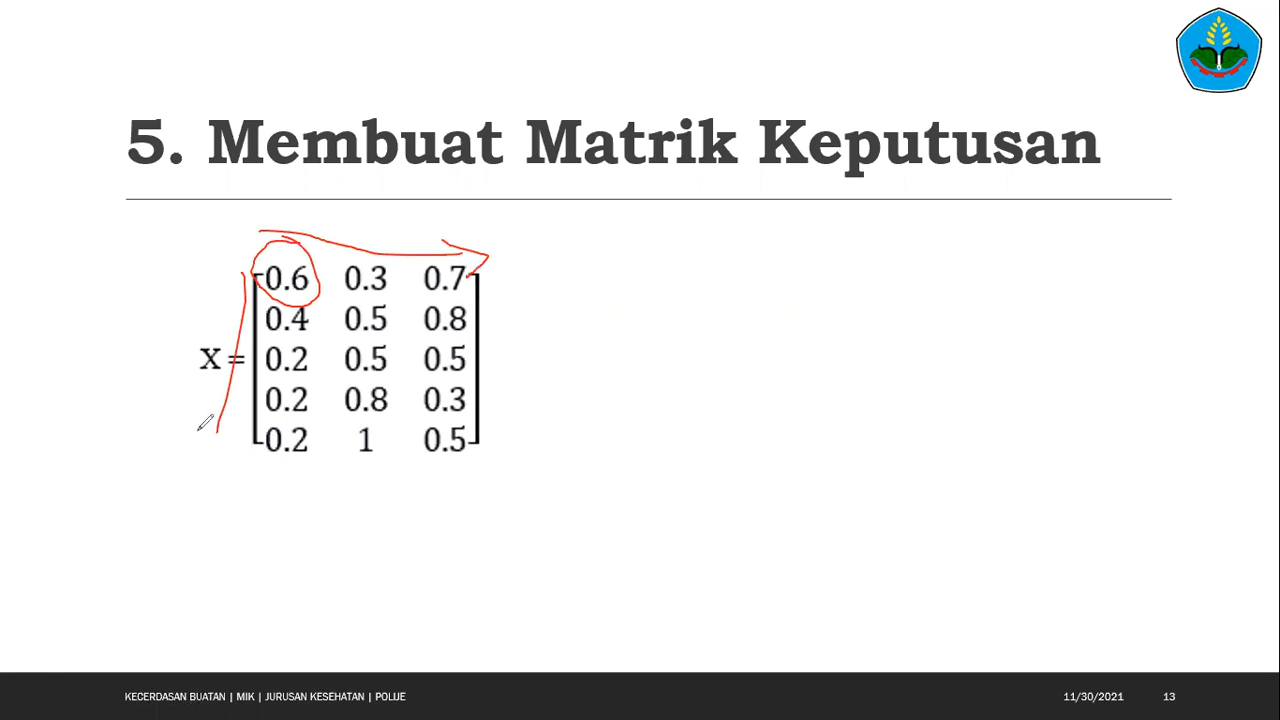 5. Membuat Matrik Keputusan
0.6 0.3 0.7
0.4 0.5 0.8
X = 0.2 0.5 0.5
0.2 0.8 0.3
0.2 1 0.5
KECERDASAN BUATAN | MIK | JURUSAN KESEHATAN | POLIJE 11/30/2021 13